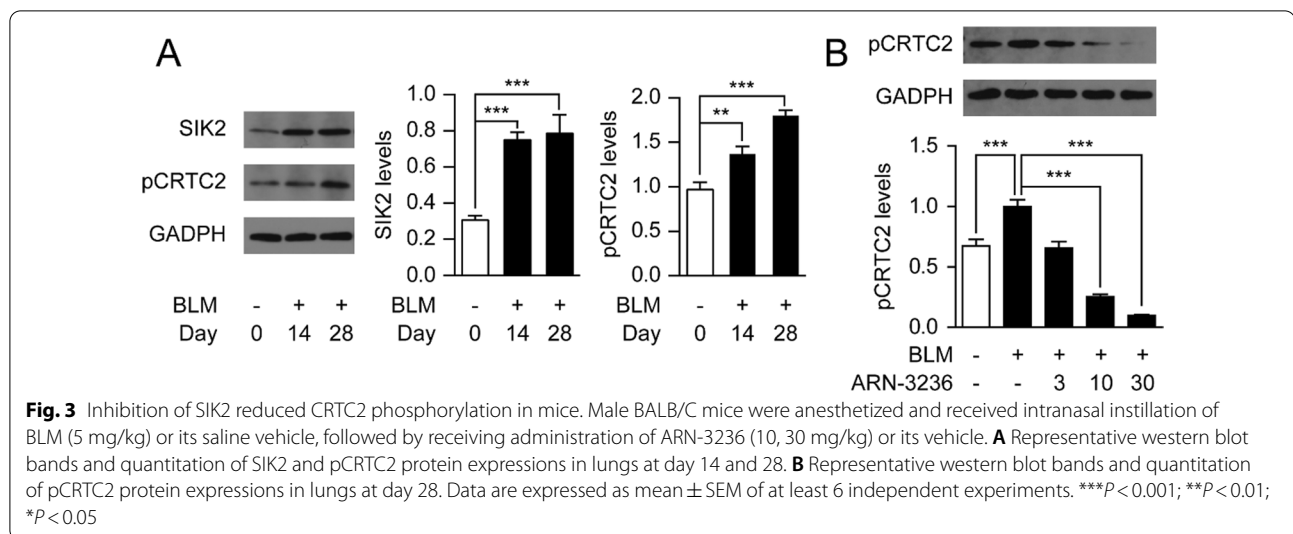 A
SIK2
pCRTC2
GADPH
BLM - + +
Day 0 14 28
SIK2 levels
1.0
0.8
0.6
0.4
0.2
0.0
***
***
BLM - + +
Day 0 14 28
pCRTC2 levels
2.0
1.5
1.0
0.5
0.0
***
**
BLM - + +
Day 0 14 28
B
pCRTC2
GADPH
pCRTC2 levels
1.5
1.0
0.5
0.0
*** ***
***
BLM - + + + +
ARN-3236 - - 3 10 30
Fig. 3 Inhibition of SIK2 reduced CRTC2 phosphorylation in mice. Male BALB/C mice were anesthetized and received intranasal instillation of
BLM (5 mg/kg) or its saline vehicle, followed by receiving administration of ARN-3236 (10, 30 mg/kg) or its vehicle. A Representative western blot
bands and quantitation of SIK2 and pCRTC2 protein expressions in lungs at day 14 and 28. B Representative western blot bands and quantitation
of pCRTC2 protein expressions in lungs at day 28. Data are expressed as mean ± SEM of at least 6 independent experiments. ***P < 0.001; **P < 0.01;
*P < 0.05